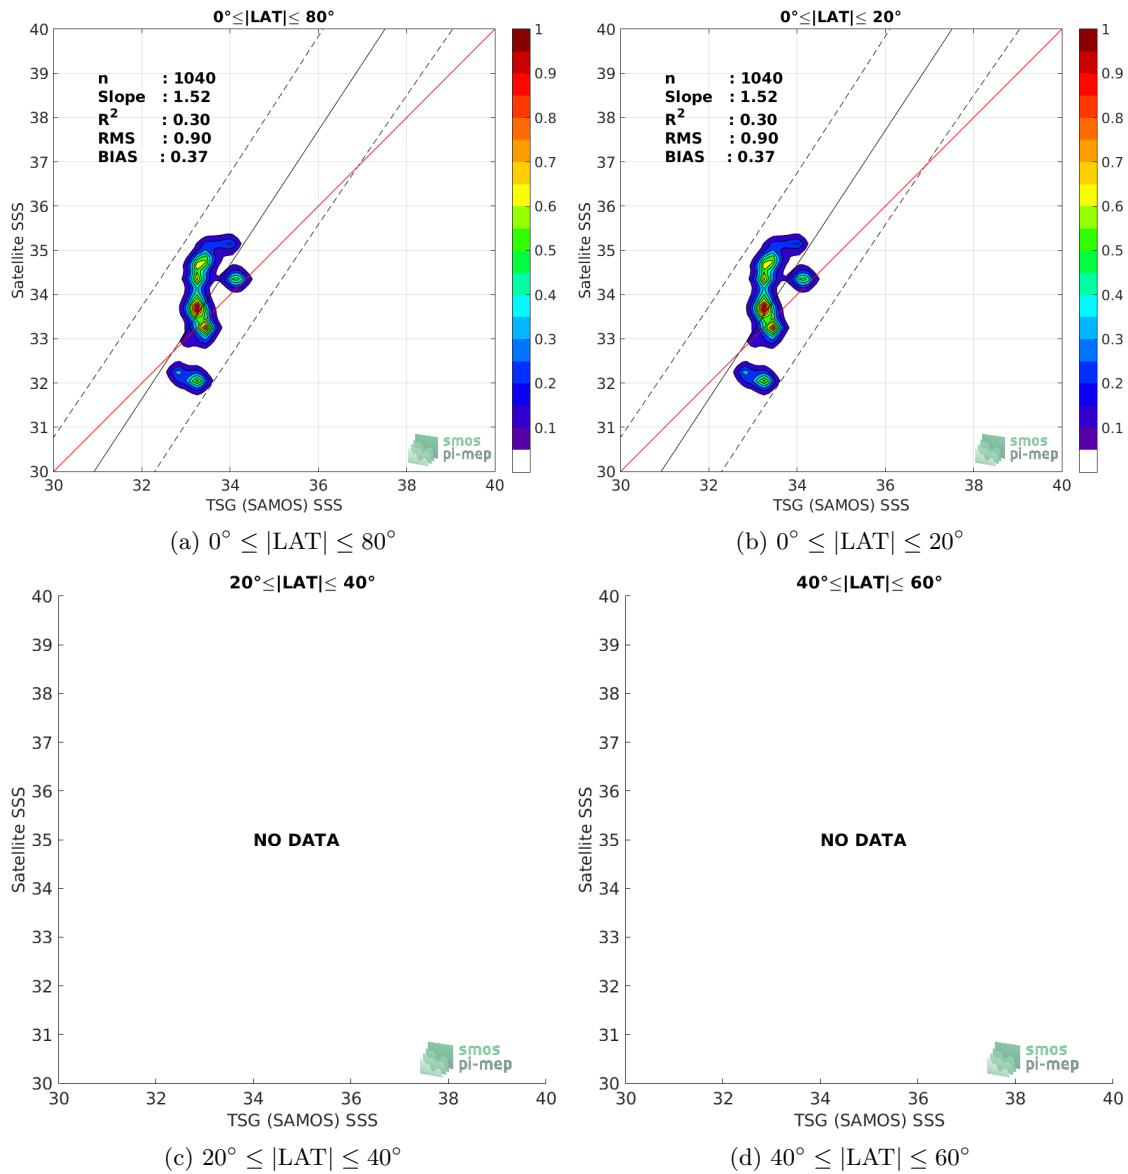 0°≤|LAT|≤ 80°
40
39
38
37
36
35
34
33
32
31
30
Satellite SSS
n : 1040
Slope : 1.52
R² : 0.30
RMS : 0.90
BIAS : 0.37
smos
pi-mep
30 32 34 36 38 40
TSG (SAMOS) SSS
1
0.9
0.8
0.7
0.6
0.5
0.4
0.3
0.2
0.1
(a) 0° ≤ |LAT| ≤ 80°
0°≤|LAT|≤ 20°
40
39
38
37
36
35
34
33
32
31
30
Satellite SSS
n : 1040
Slope : 1.52
R² : 0.30
RMS : 0.90
BIAS : 0.37
smos
pi-mep
30 32 34 36 38 40
TSG (SAMOS) SSS
1
0.9
0.8
0.7
0.6
0.5
0.4
0.3
0.2
0.1
(b) 0° ≤ |LAT| ≤ 20°
20°≤|LAT|≤ 40°
40
39
38
37
36
35
34
33
32
31
30
Satellite SSS
NO DATA
smos
pi-mep
30 32 34 36 38 40
TSG (SAMOS) SSS
(c) 20° ≤ |LAT| ≤ 40°
40°≤|LAT|≤ 60°
40
39
38
37
36
35
34
33
32
31
30
Satellite SSS
NO DATA
smos
pi-mep
30 32 34 36 38 40
TSG (SAMOS) SSS
(d) 40° ≤ |LAT| ≤ 60°